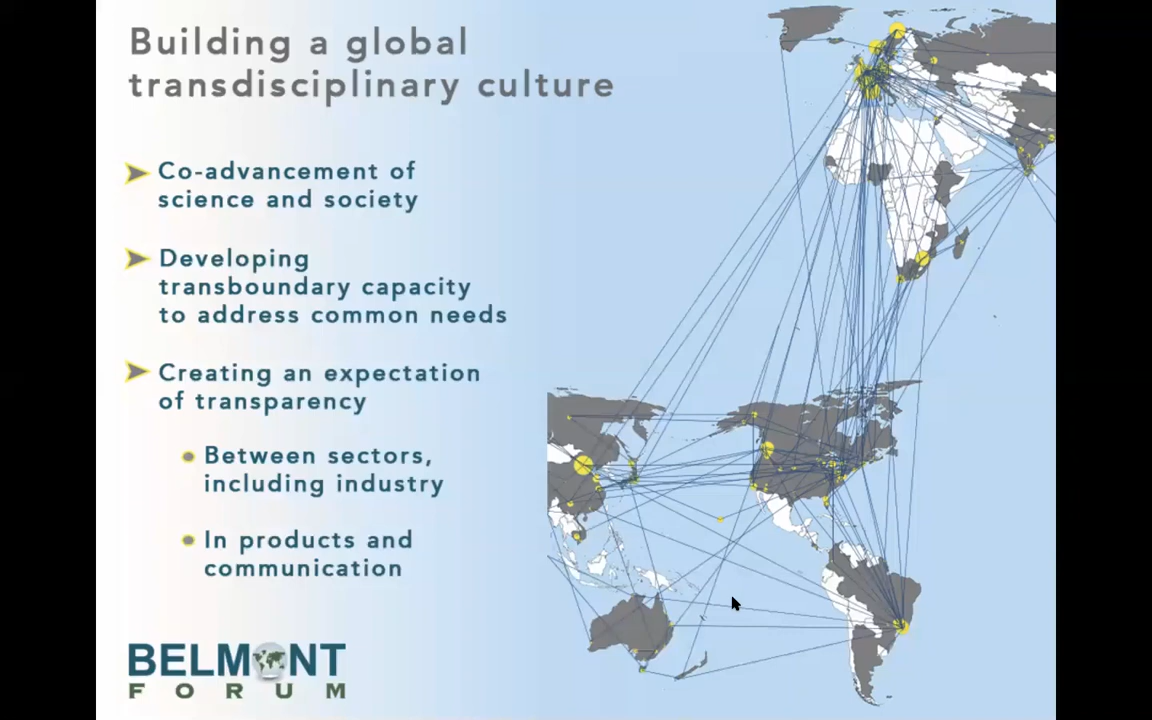 Building a global
transdisciplinary culture
Co-advancement of
science and society
Developing
transboundary capacity
to address common needs
Creating an expectation
of transparency
Between sectors,
including industry
In products and
communication
BELMONT
FORUM